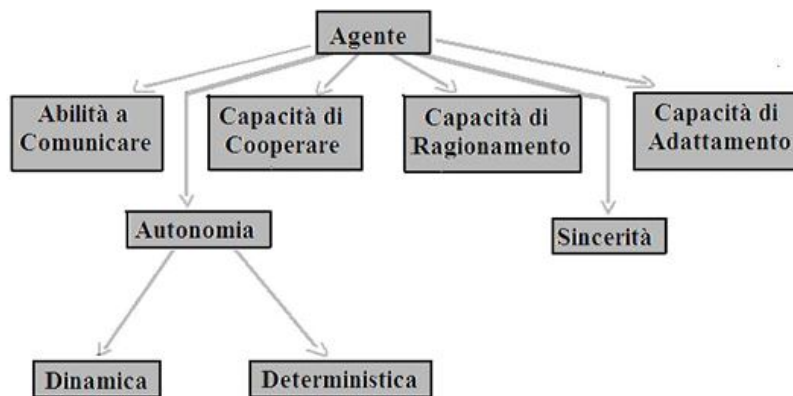 Agente
Abilità a
Comunicare
Capacità di
Cooperare
Capacità di
Ragionamento
Capacità di
Adattamento
Autonomia
Sincerità
Dinamica
Deterministica